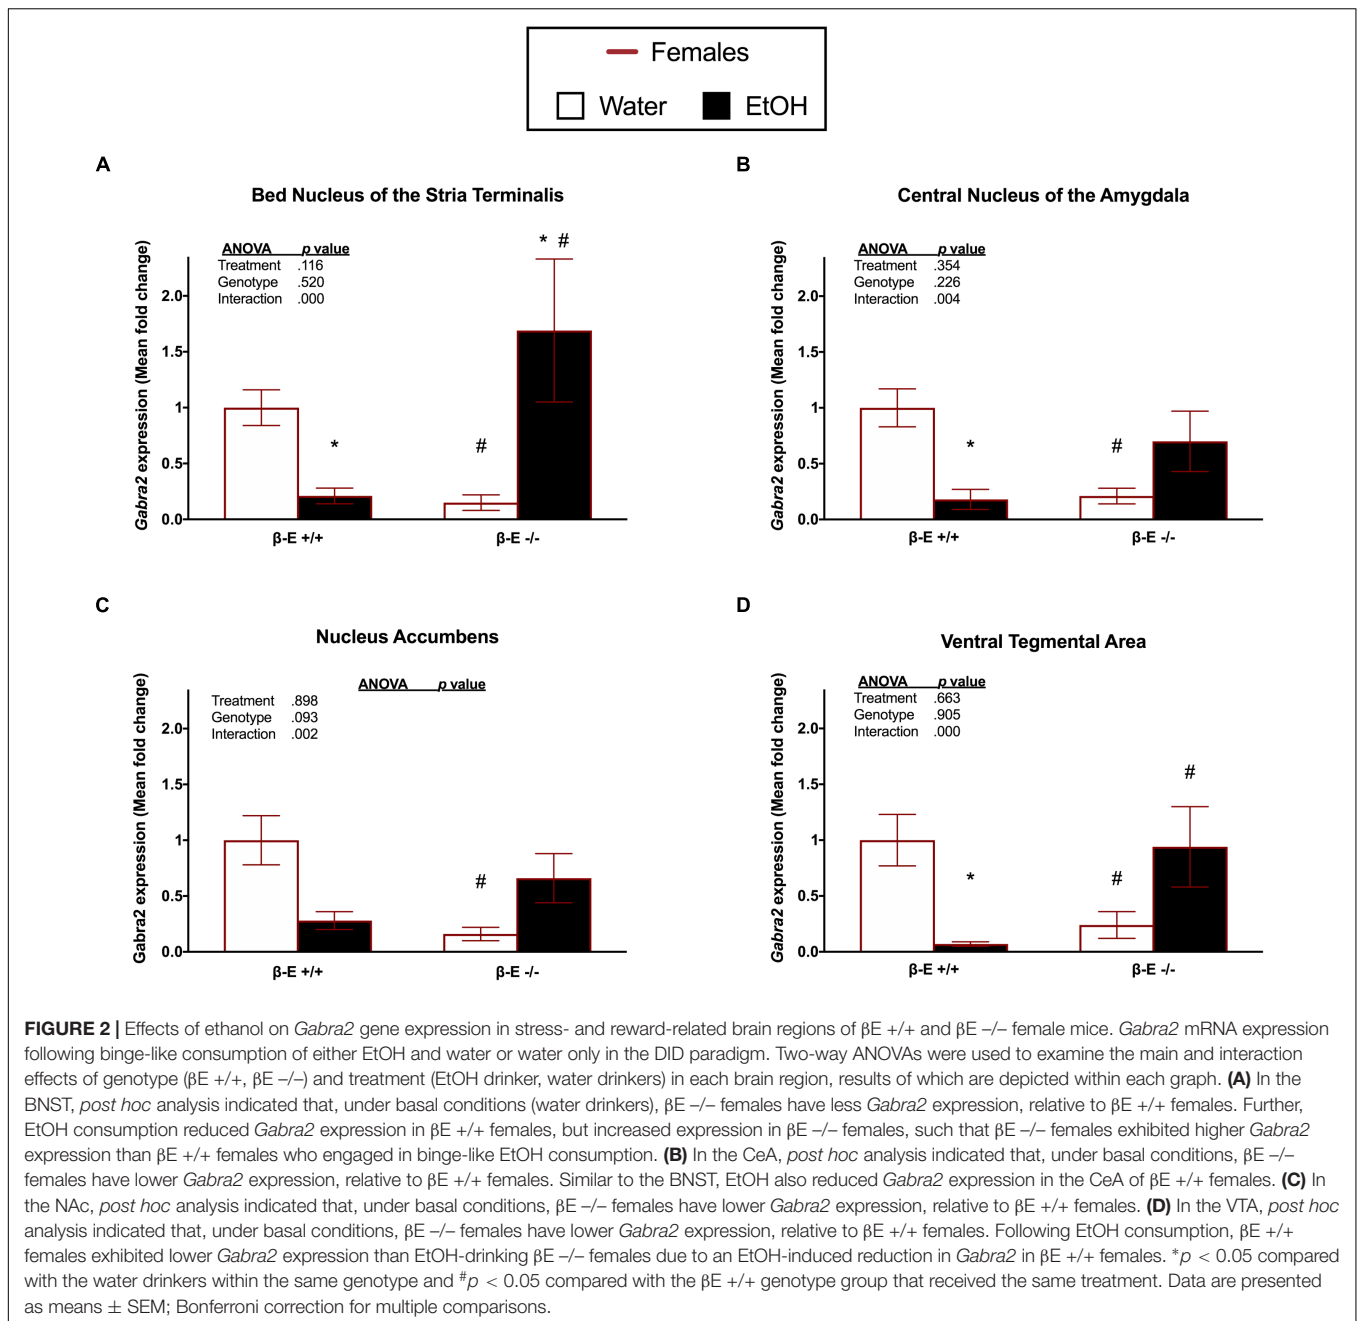 Females
Water EtOH
A
Bed Nucleus of the Stria Terminalis
ANOVA p value
Treatment .116
Genotype .520
Interaction .000
Gabra2 expression (Mean fold change)
2.0
1.5
1
0.5
0.0
*
#
* #
β-E +/+ β-E -/-
B
Central Nucleus of the Amygdala
ANOVA p value
Treatment .354
Genotype .226
Interaction .004
Gabra2 expression (Mean fold change)
2.0
1.5
1
0.5
0.0
*
#
β-E +/+ β-E -/-
C
Nucleus Accumbens
ANOVA p value
Treatment .898
Genotype .093
Interaction .002
Gabra2 expression (Mean fold change)
2.0
1.5
1
0.5
0.0
#
β-E +/+ β-E -/-
D
Ventral Tegmental Area
ANOVA p value
Treatment .663
Genotype .905
Interaction .000
Gabra2 expression (Mean fold change)
2.0
1.5
1
0.5
0.0
*
#
#
β-E +/+ β-E -/-
FIGURE 2 | Effects of ethanol on Gabra2 gene expression in stress- and reward-related brain regions of βE +/+ and βE –/– female mice. Gabra2 mRNA expression
following binge-like consumption of either EtOH and water or water only in the DID paradigm. Two-way ANOVAs were used to examine the main and interaction
effects of genotype (βE +/+, βE –/–) and treatment (EtOH drinker, water drinkers) in each brain region, results of which are depicted within each graph. (A) In the
BNST, post hoc analysis indicated that, under basal conditions (water drinkers), βE –/– females have less Gabra2 expression, relative to βE +/+ females. Further,
EtOH consumption reduced Gabra2 expression in βE +/+ females, but increased expression in βE –/– females, such that βE –/– females exhibited higher Gabra2
expression than βE +/+ females who engaged in binge-like EtOH consumption. (B) In the CeA, post hoc analysis indicated that, under basal conditions, βE –/–
females have lower Gabra2 expression, relative to βE +/+ females. Similar to the BNST, EtOH also reduced Gabra2 expression in the CeA of βE +/+ females. (C) In
the NAc, post hoc analysis indicated that, under basal conditions, βE –/– females have lower Gabra2 expression, relative to βE +/+ females. (D) In the VTA, post hoc
analysis indicated that, under basal conditions, βE –/– females have lower Gabra2 expression, relative to βE +/+ females. Following EtOH consumption, βE +/+
females exhibited lower Gabra2 expression than EtOH-drinking βE –/– females due to an EtOH-induced reduction in Gabra2 in βE +/+ females. *p < 0.05 compared
with the water drinkers within the same genotype and #p < 0.05 compared with the βE +/+ genotype group that received the same treatment. Data are presented
as means ± SEM; Bonferroni correction for multiple comparisons.